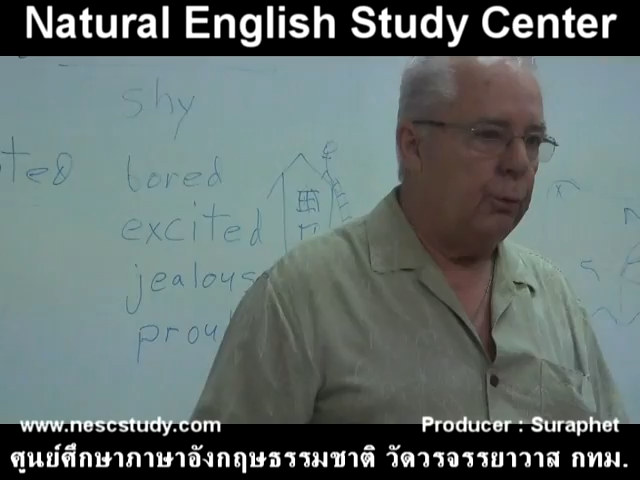 Natural English Study Center
shy
bored
excited
jealous
www.nescstudy.com
Producer : Suraphet
ศูนย์ศึกษาภาษาอังกฤษธรรมชาติ วัดวรจรรยาวาส กทม.